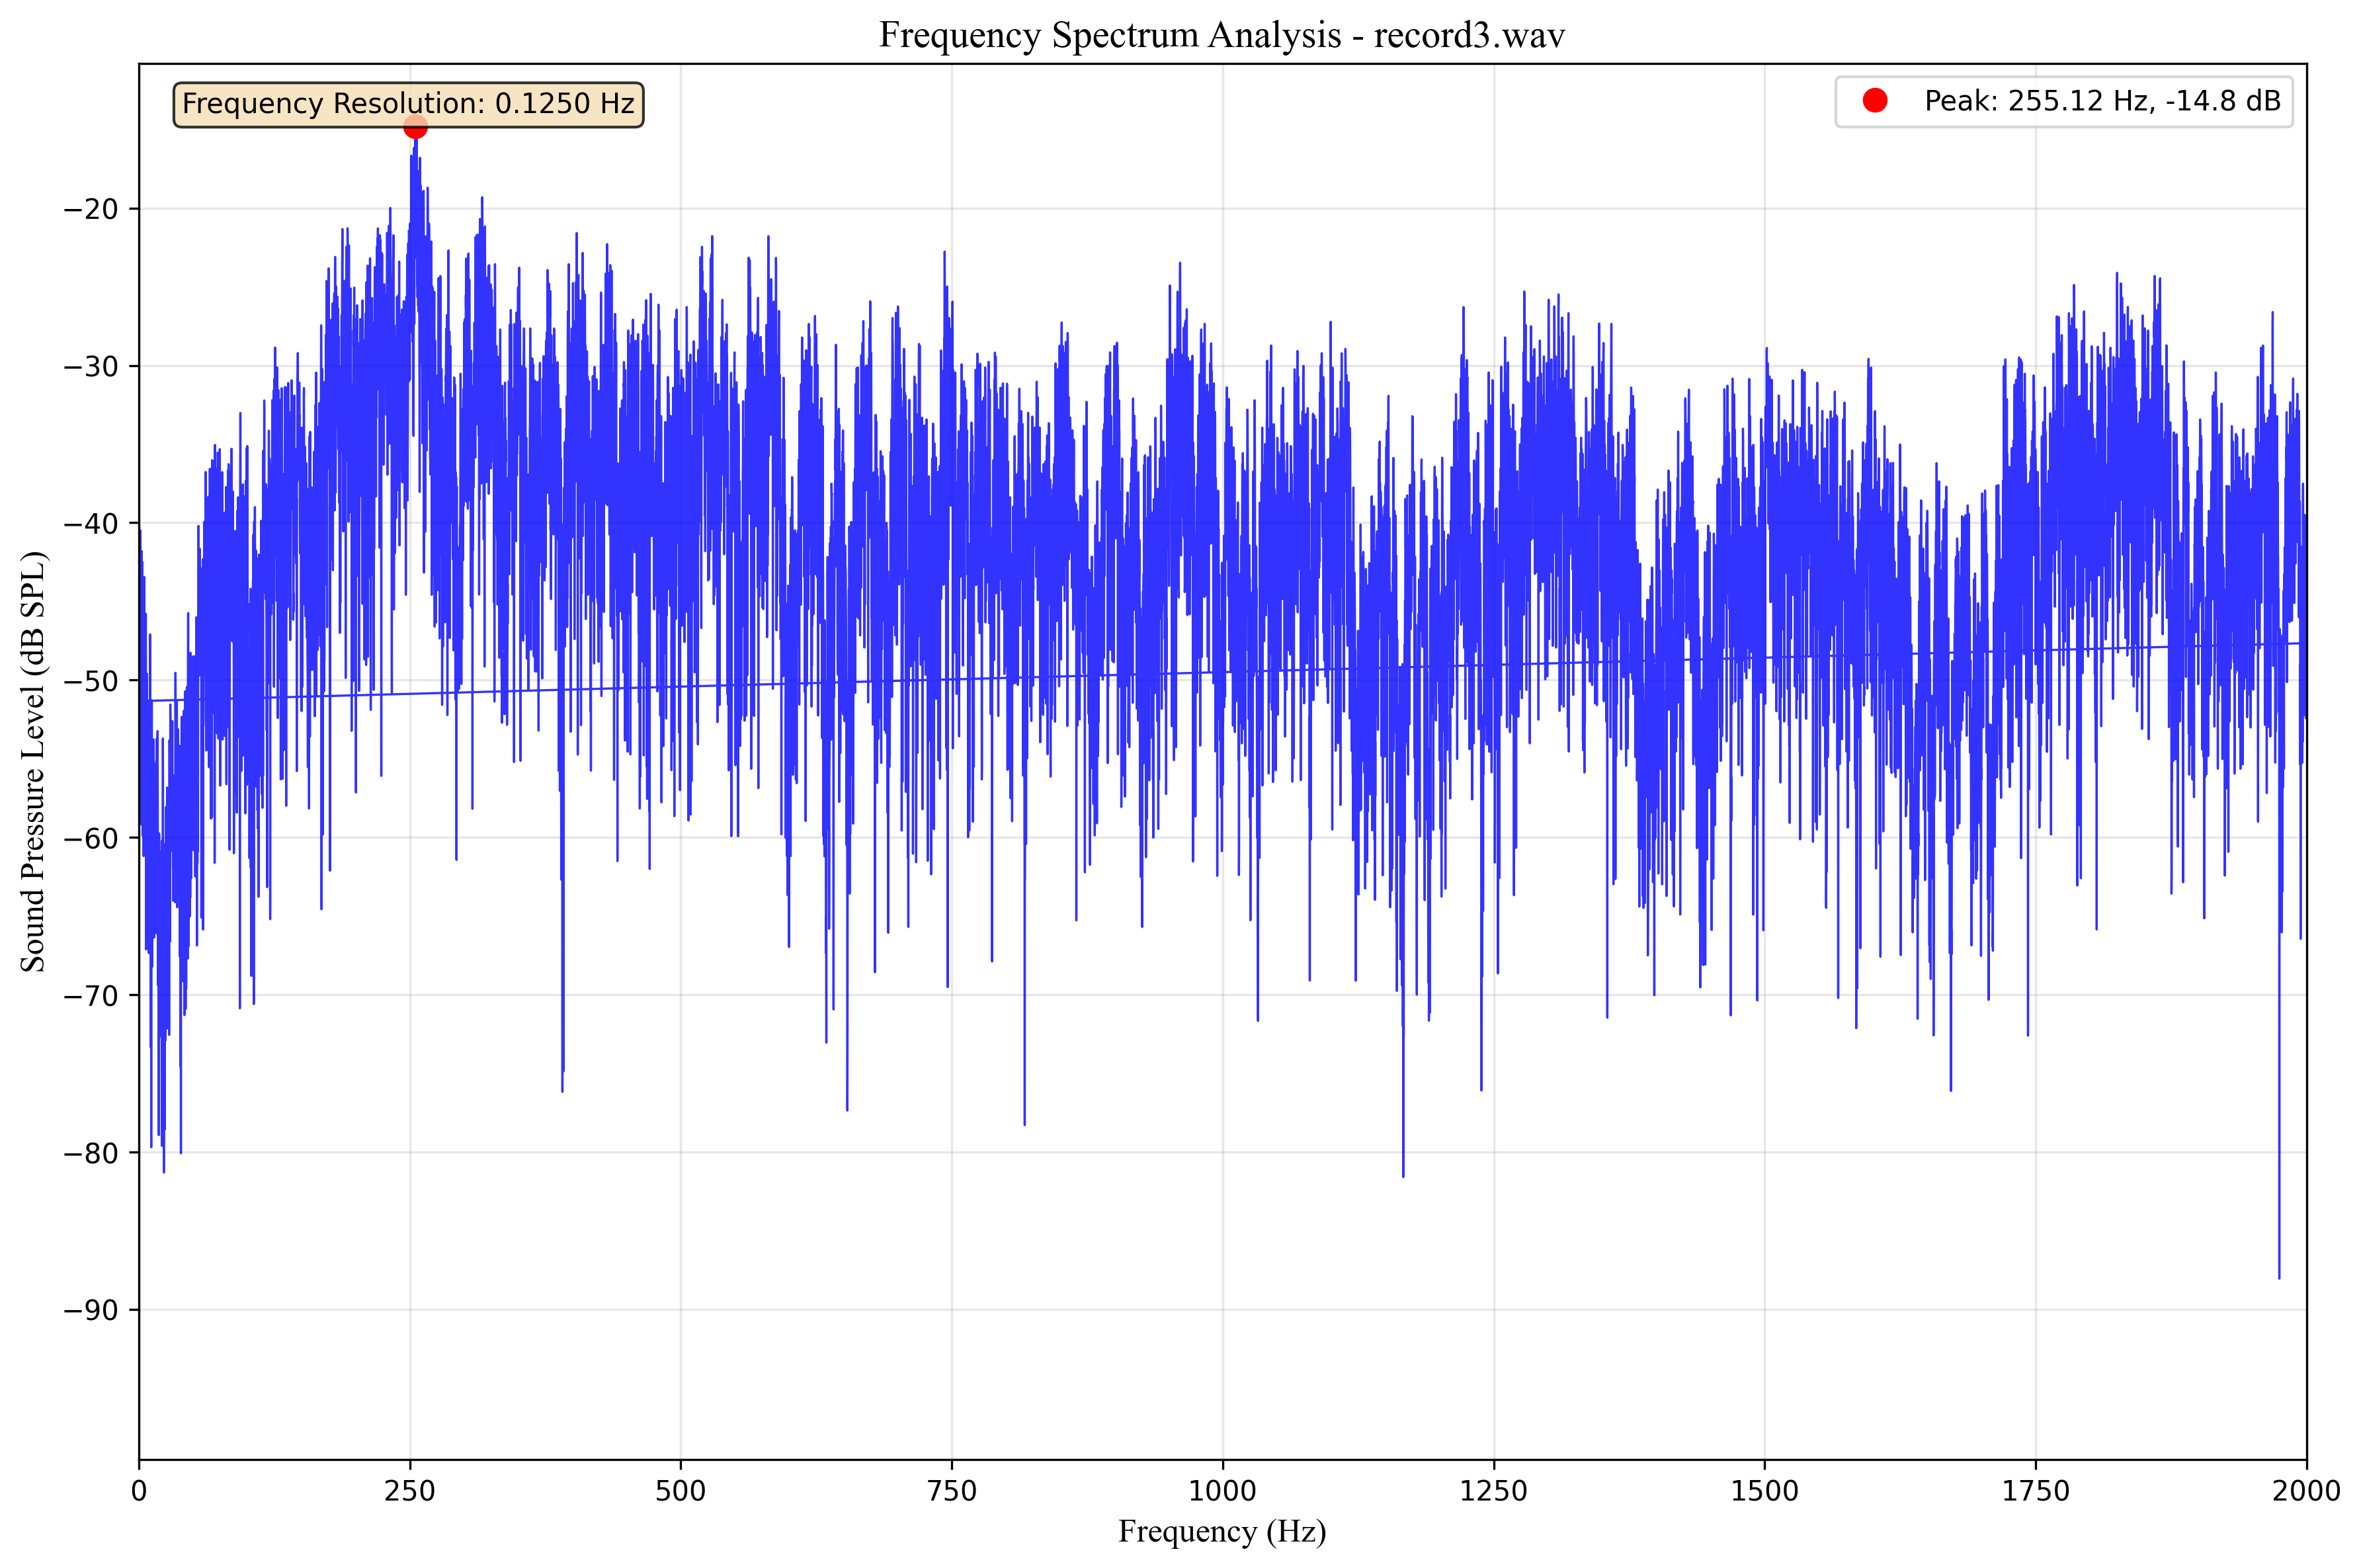 Frequency Spectrum Analysis - record3.wav
Frequency Resolution: 0.1250 Hz
Peak: 255.12 Hz, -14.8 dB
−20
−30
−40
−50
−60
−70
−80
−90
Sound Pressure Level (dB SPL)
0 250 500 750 1000 1250 1500 1750 2000
Frequency (Hz)